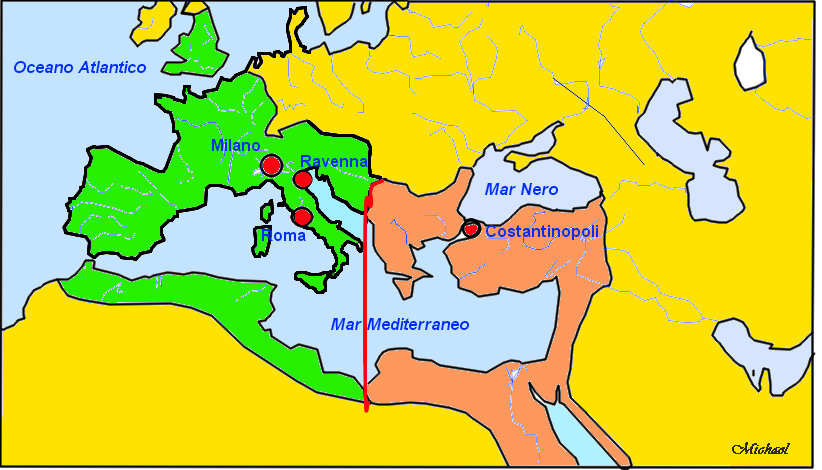 Oceano Atlantico
Milano
Ravenna
Mar Nero
Roma
Costantinopoli
Mar Mediterraneo
Michael